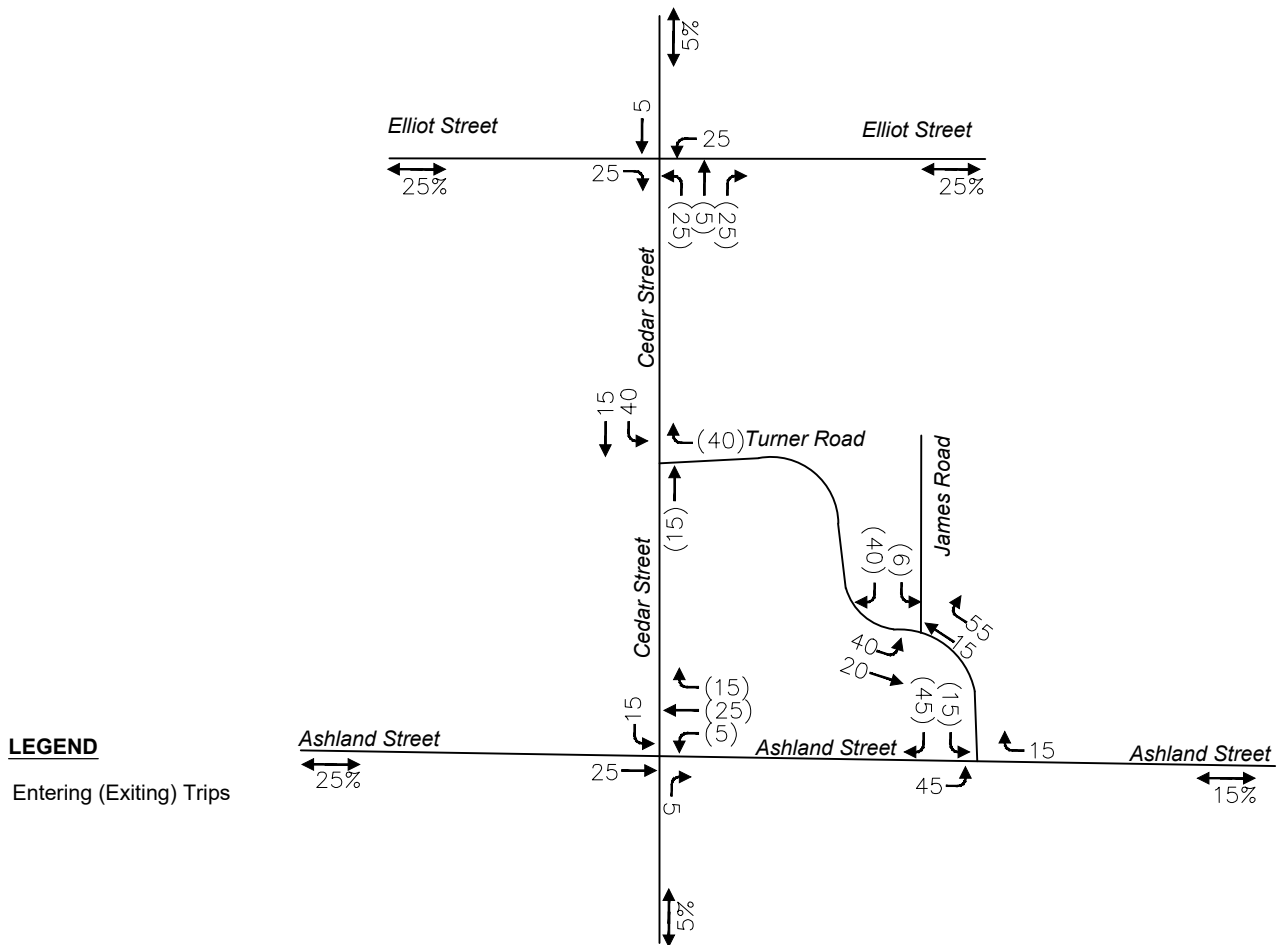 5%
5
Elliot Street
Elliot Street
25
25
25%
25%
(25)
(5)
(25)
Cedar Street
15
40
(40)
Turner Road
(15)
James Road
(40)
(6)
Cedar Street
55
15
40
20
(15)
(25)
(5)
15
(45)
(15)
LEGEND
Ashland Street
Ashland Street
15
Ashland Street
25
25%
5
45
15%
Entering (Exiting) Trips
5%